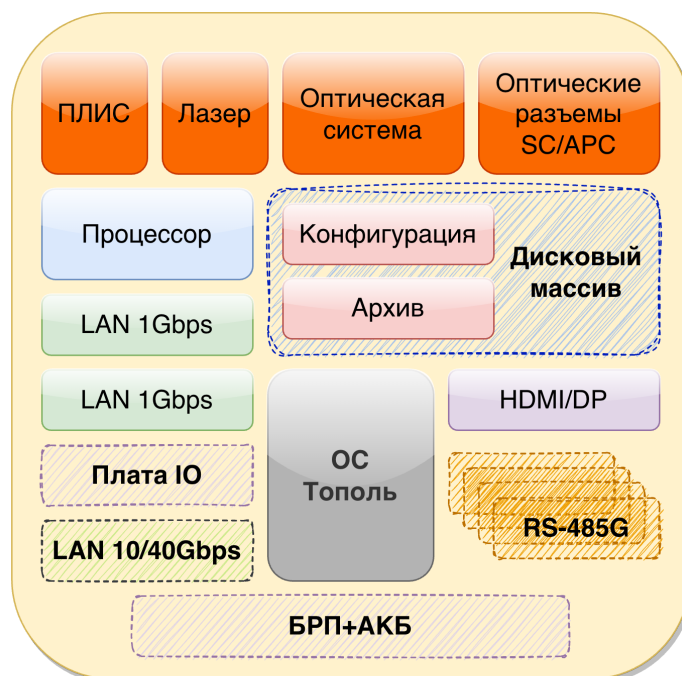 ПЛИС
Лазер
Оптическая
система
Оптические
разъемы
SC/APC
Процессор
Конфигурация
Архив
Дисковый
массив
LAN 1Gbps
LAN 1Gbps
ОС
Тополь
HDMI/DP
Плата IO
RS-485G
LAN 10/40Gbps
БРП+АКБ